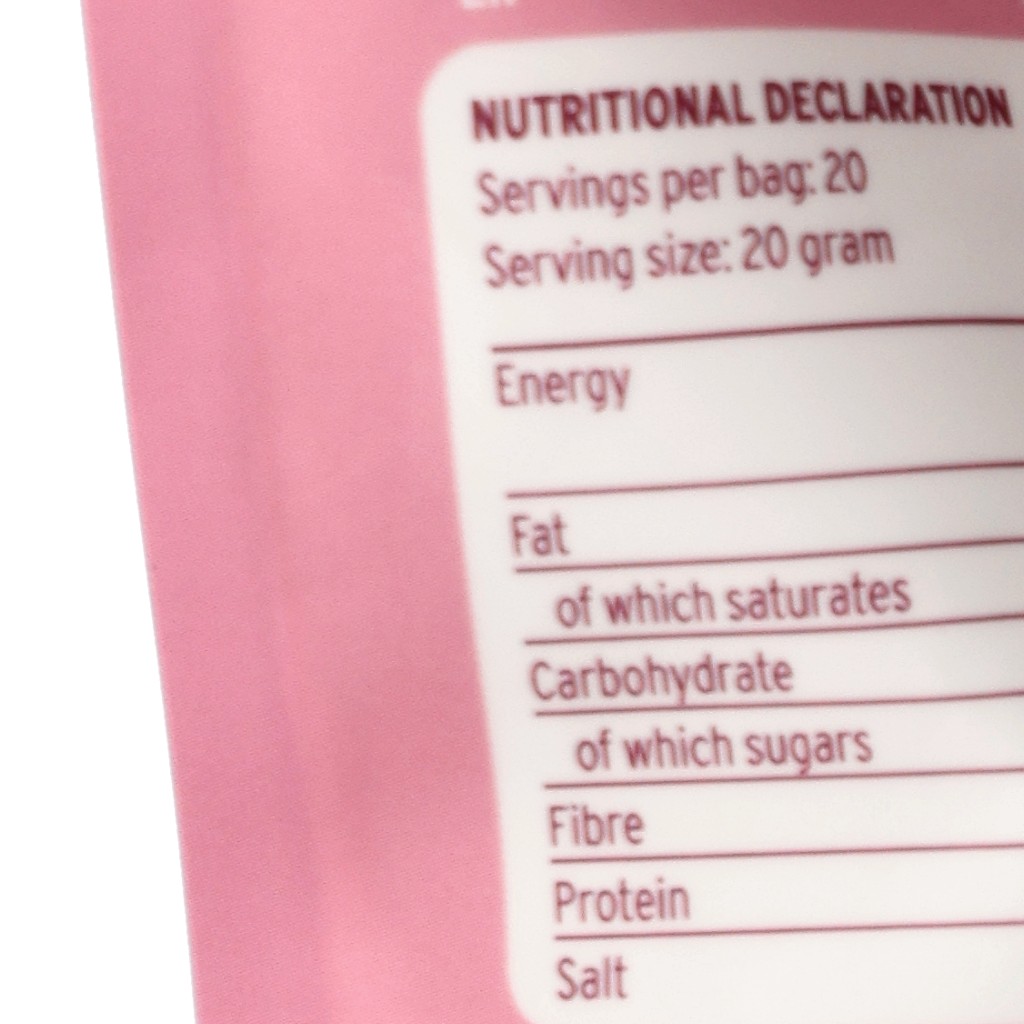 NUTRITIONAL DECLARATION
Servings per bag: 20
Serving size: 20 gram
Energy
Fat
of which saturates
Carbohydrate
of which sugars
Fibre
Protein
Salt